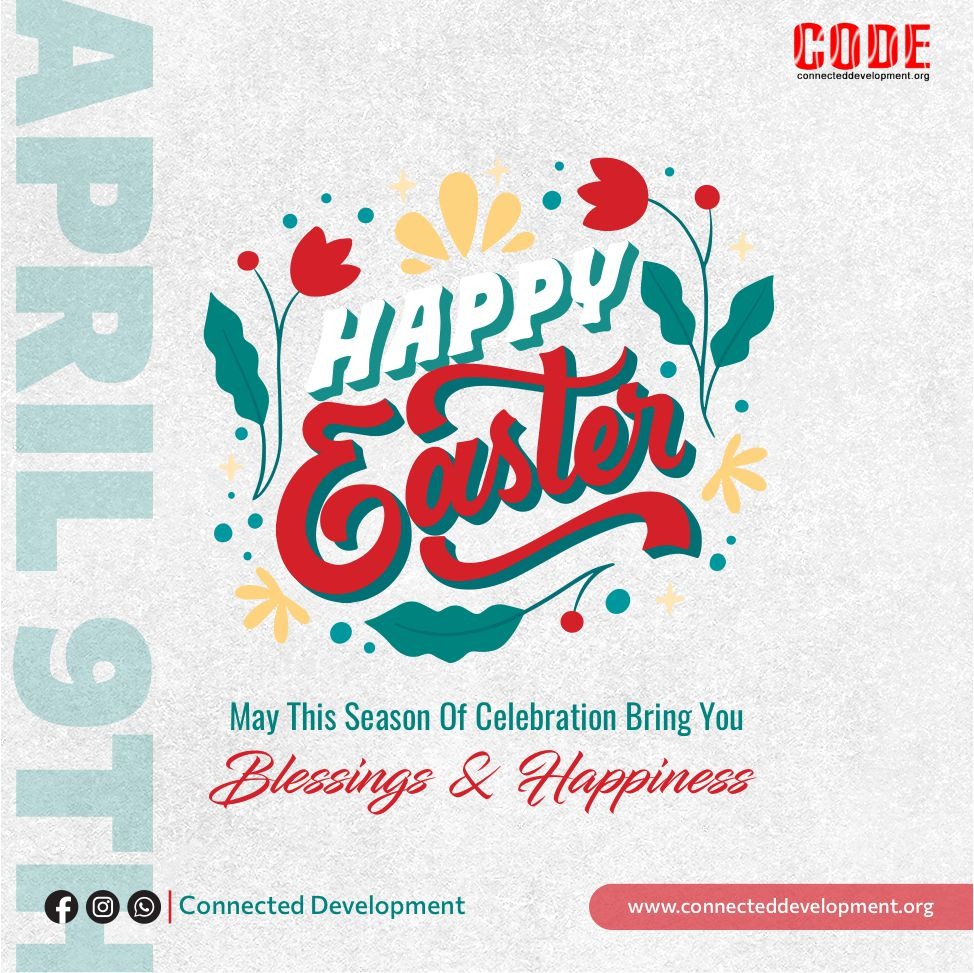 CODE
connecteddevelopment.org
APRIL 9TH
HAPPY
Easter
May This Season Of Celebration Bring You
Blessings & Happiness
Connected Development
www.connecteddevelopment.org